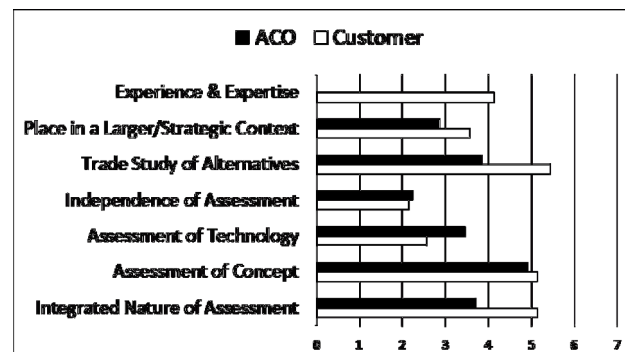 ACO Customer
Experience & Expertise
Place in a Larger/Strategic Context
Trade Study of Alternatives
Independence of Assessment
Assessment of Technology
Assessment of Concept
Integrated Nature of Assessment
0 1 2 3 4 5 6 7